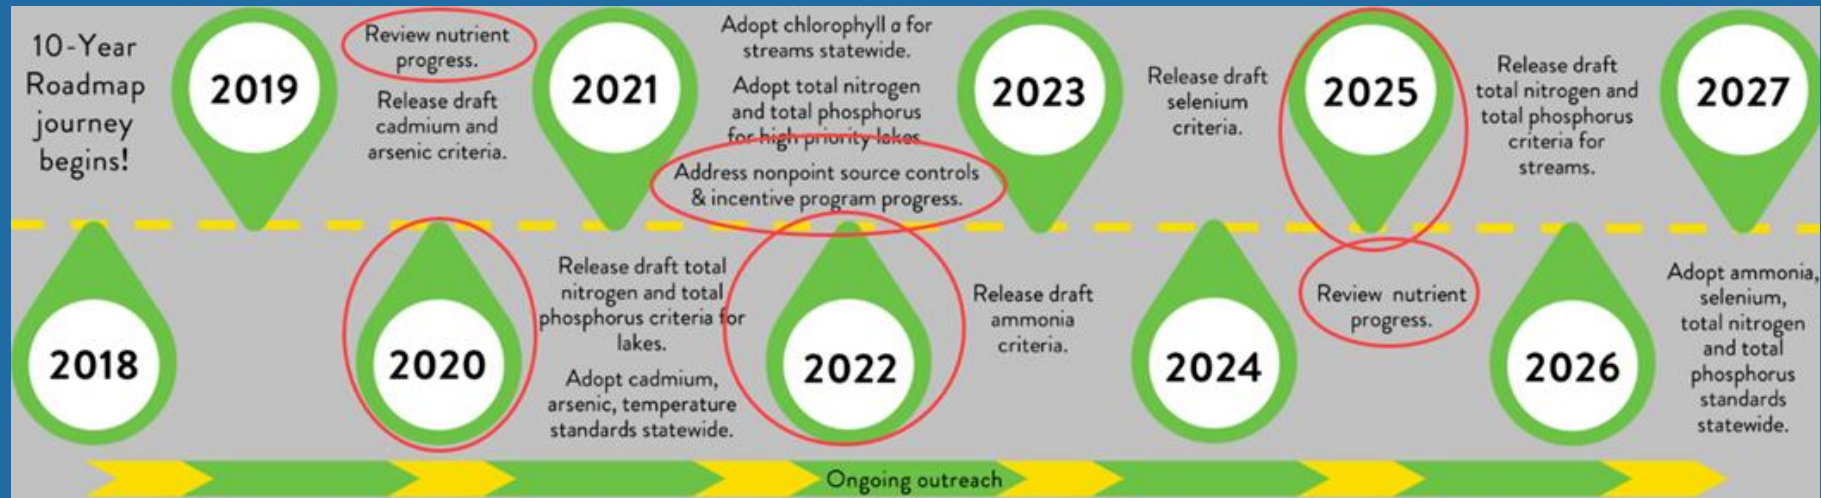 10-Year
Roadmap
journey
begins!
2018
2019
Review nutrient
progress.
Release draft
cadmium and
arsenic criteria.
2020
2021
Release draft total
nitrogen and total
phosphorus criteria for
lakes.
Adopt cadmium,
arsenic, temperature
standards statewide.
Adopt chlorophyll a for
streams statewide.
Adopt total nitrogen
and total phosphorus
for high priority lakes.
Address nonpoint source controls
& incentive program progress.
2022
2023
Release draft
ammonia
criteria.
Release draft
selenium
criteria.
2024
2025
Review nutrient
progress.
Release draft
total nitrogen and
total phosphorus
criteria for
streams.
2026
2027
Adopt ammonia,
selenium,
total nitrogen
and total
phosphorus
standards
statewide.
Ongoing outreach